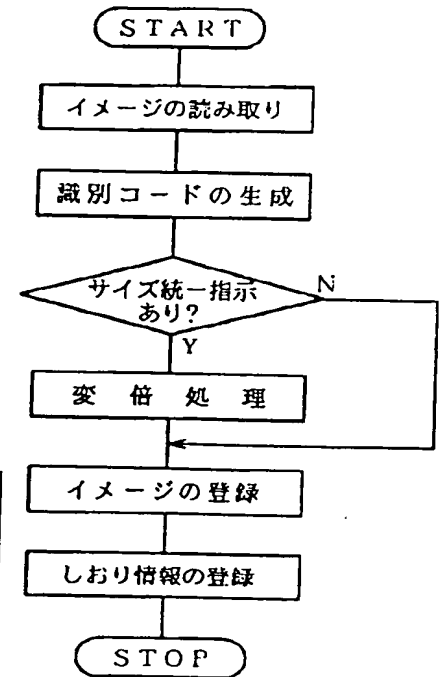 START
イメージの読み取り
識別コードの生成
サイズ統一指示
あり?
N
Y
変倍処理
イメージの登録
しおり情報の登録
STOP